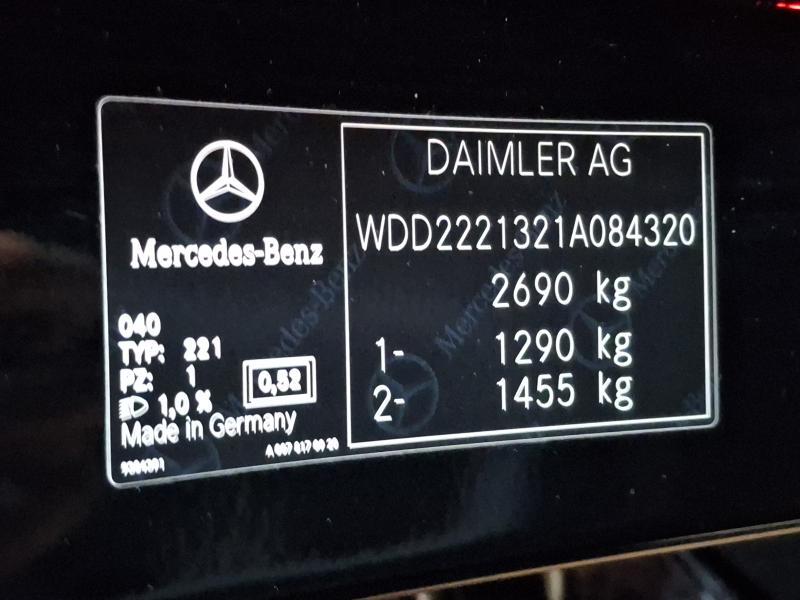 Mercedes-Benz
040
TYP: 221
PZ: 1
1,0 %
0,52
Made in Germany
DAIMLER AG
WDD2221321A084320
2690 kg
1- 1290 kg
2- 1455 kg